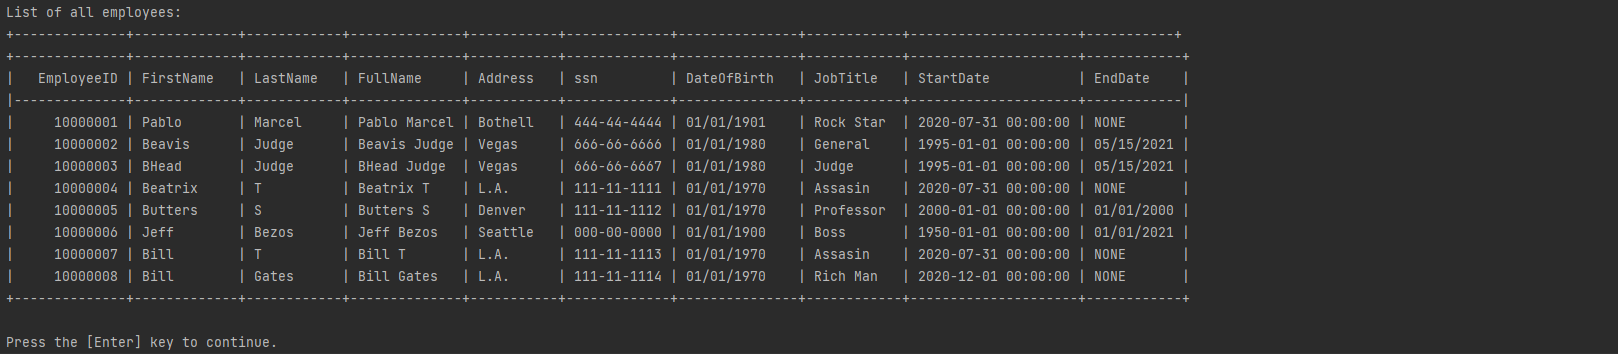 List of all employees:
+--------------+-------------+------------+--------------+-----------+-------------+---------------+------------+---------------------+-----------+
+--------------+-------------+------------+--------------+-----------+-------------+---------------+------------+---------------------+------------+
|   EmployeeID | FirstName   | LastName   | FullName     | Address   | ssn         | DateOfBirth   | JobTitle   | StartDate           | EndDate    |
|--------------+-------------+------------+--------------+-----------+-------------+---------------+------------+---------------------+------------|
|     10000001 | Pablo       | Marcel     | Pablo Marcel | Bothell   | 444-44-4444 | 01/01/1901    | Rock Star  | 2020-07-31 00:00:00 | NONE       |
|     10000002 | Beavis      | Judge      | Beavis Judge | Vegas     | 666-66-6666 | 01/01/1980    | General    | 1995-01-01 00:00:00 | 05/15/2021 |
|     10000003 | BHead       | Judge      | BHead Judge  | Vegas     | 666-66-6667 | 01/01/1980    | Judge      | 1995-01-01 00:00:00 | 05/15/2021 |
|     10000004 | Beatrix     | T          | Beatrix T    | L.A.      | 111-11-1111 | 01/01/1970    | Assasin    | 2020-07-31 00:00:00 | NONE       |
|     10000005 | Butters     | S          | Butters S    | Denver    | 111-11-1112 | 01/01/1970    | Professor  | 2000-01-01 00:00:00 | 01/01/2000 |
|     10000006 | Jeff        | Bezos      | Jeff Bezos   | Seattle   | 000-00-0000 | 01/01/1900    | Boss       | 1950-01-01 00:00:00 | 01/01/2021 |
|     10000007 | Bill        | T          | Bill T       | L.A.      | 111-11-1113 | 01/01/1970    | Assasin    | 2020-07-31 00:00:00 | NONE       |
|     10000008 | Bill        | Gates      | Bill Gates   | L.A.      | 111-11-1114 | 01/01/1970    | Rich Man   | 2020-12-01 00:00:00 | NONE       |
+--------------+-------------+------------+--------------+-----------+-------------+---------------+------------+---------------------+------------+
Press the [Enter] key to continue.